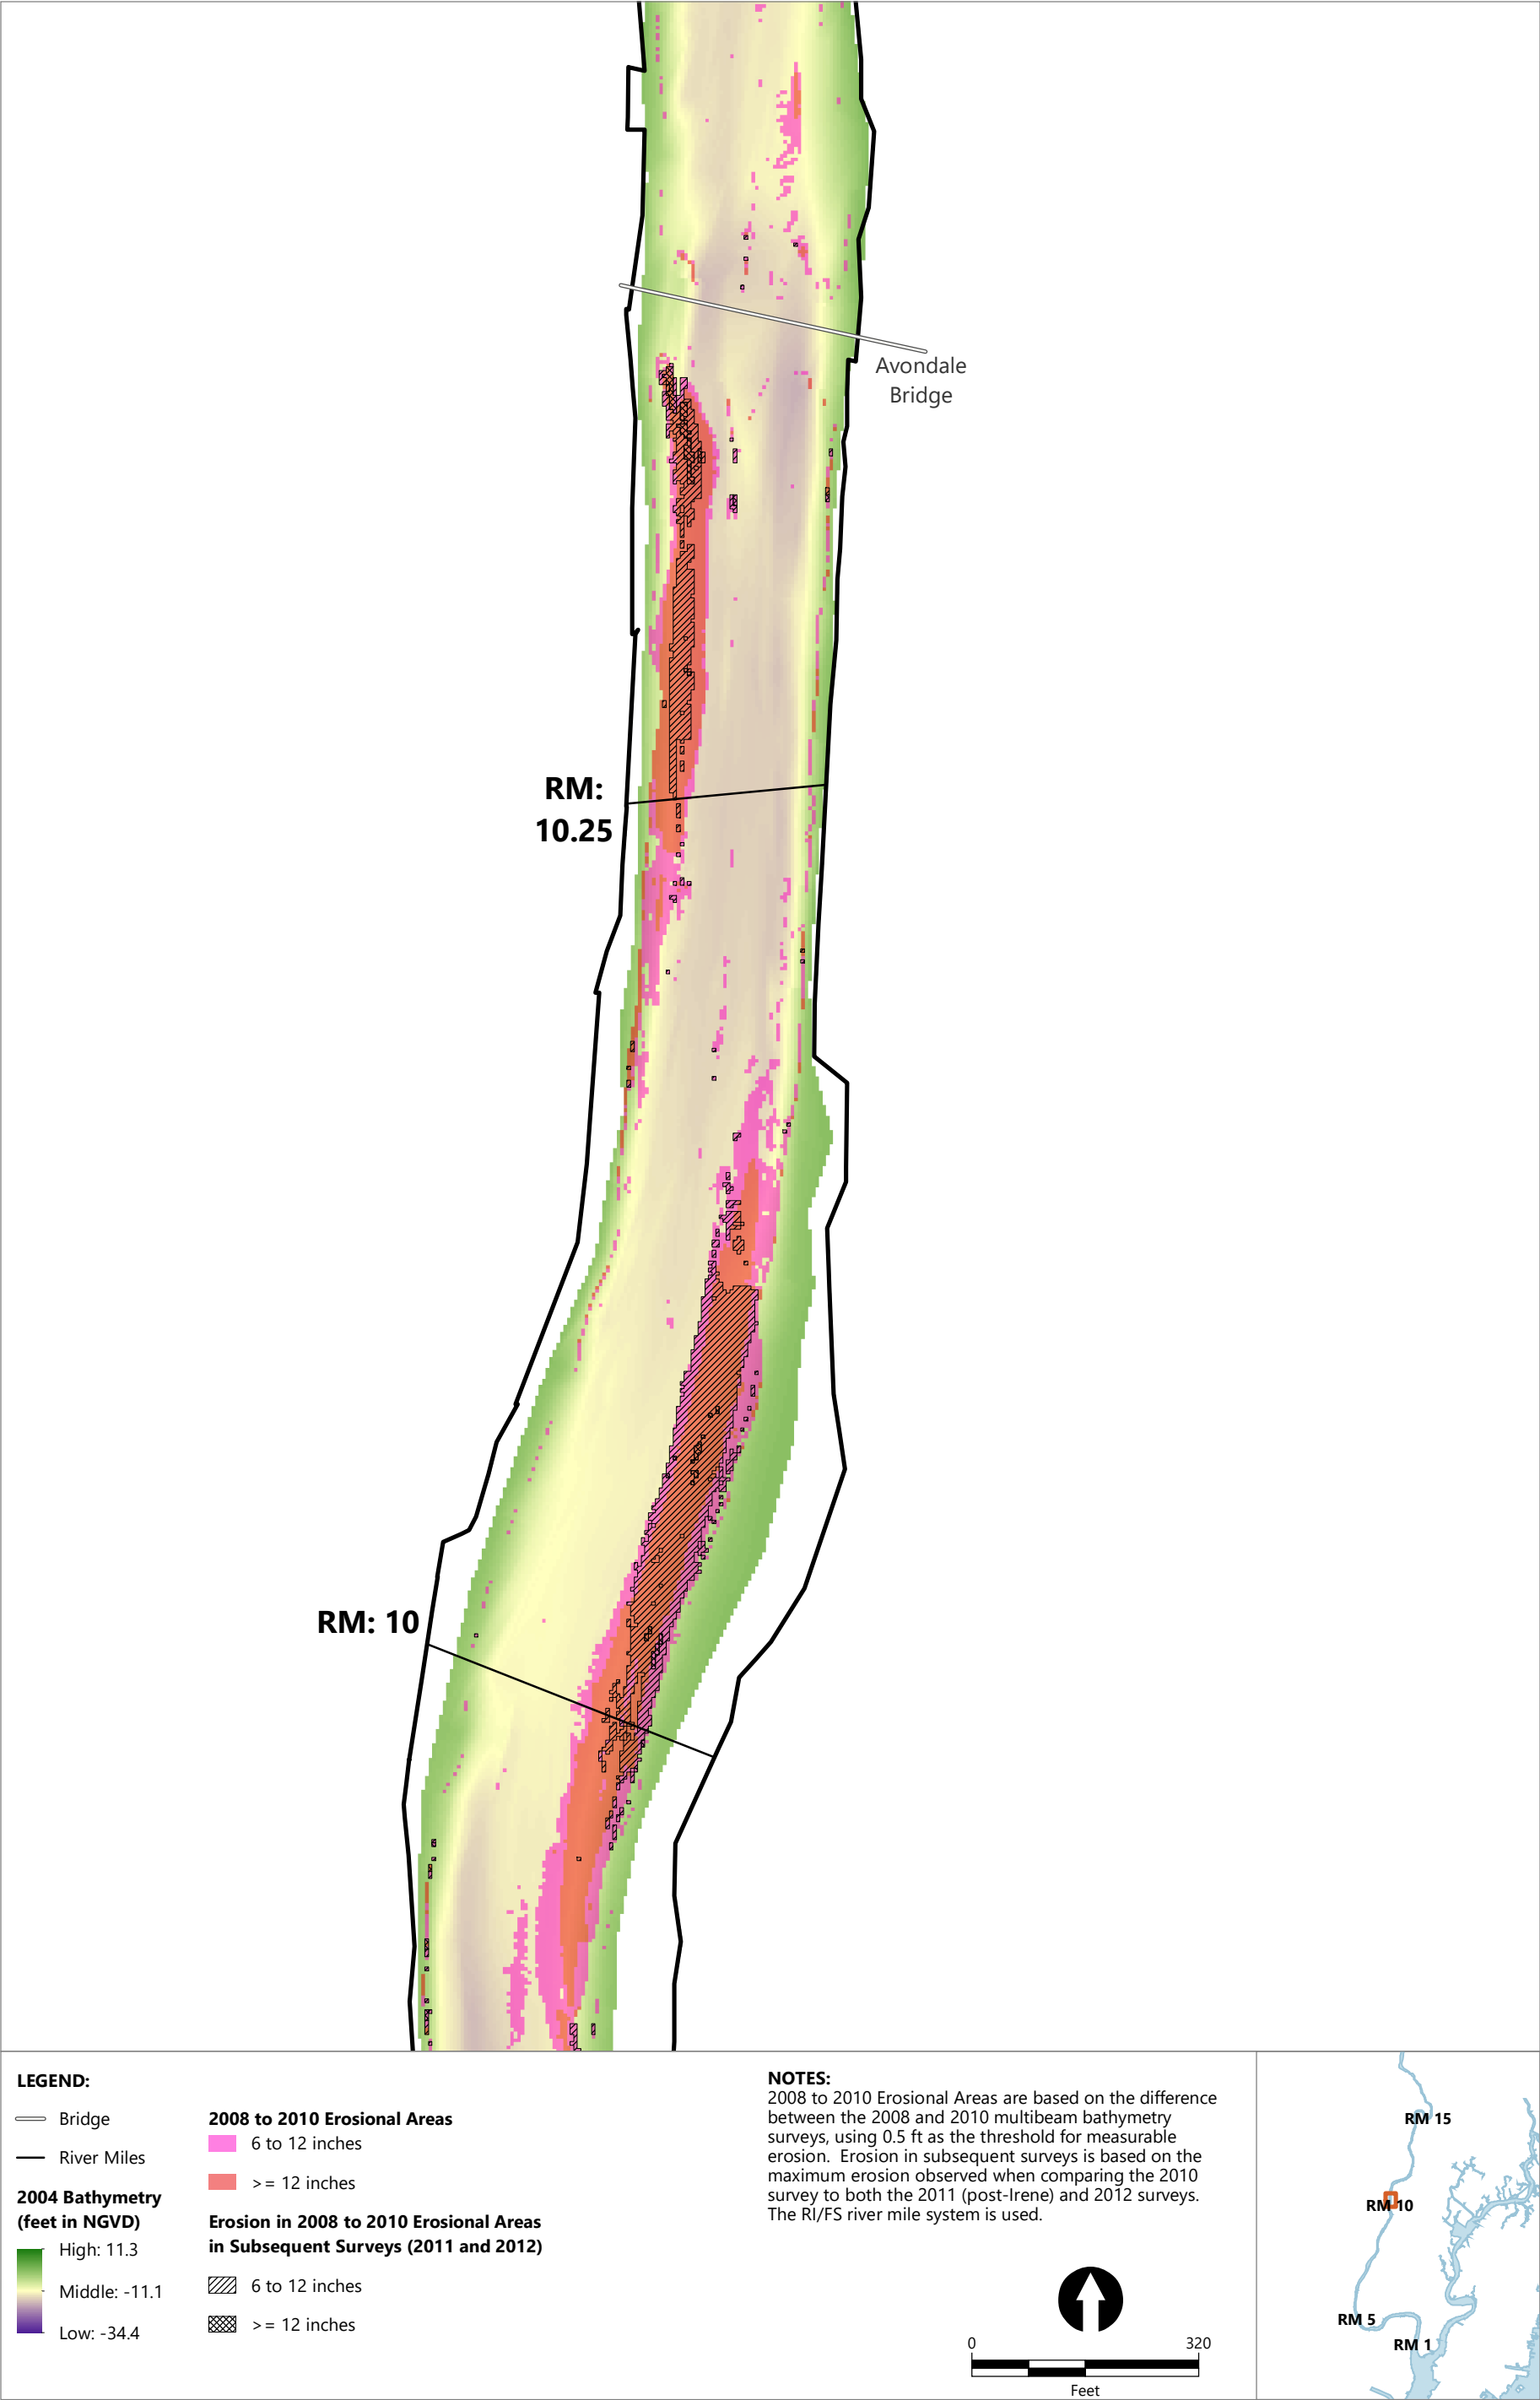 Avondale
Bridge
RM:
10.25
RM: 10
LEGEND:
Bridge
River Miles
2004 Bathymetry
(feet in NGVD)
High: 11.3
Middle: -11.1
Low: -34.4
2008 to 2010 Erosional Areas
6 to 12 inches
>= 12 inches
Erosion in 2008 to 2010 Erosional Areas
in Subsequent Surveys (2011 and 2012)
6 to 12 inches
>= 12 inches
NOTES:
2008 to 2010 Erosional Areas are based on the difference
between the 2008 and 2010 multibeam bathymetry
surveys, using 0.5 ft as the threshold for measurable
erosion.  Erosion in subsequent surveys is based on the
maximum erosion observed when comparing the 2010
survey to both the 2011 (post-Irene) and 2012 surveys.
The RI/FS river mile system is used.
0 320
Feet
RM 15
RM 10
RM 5
RM 1